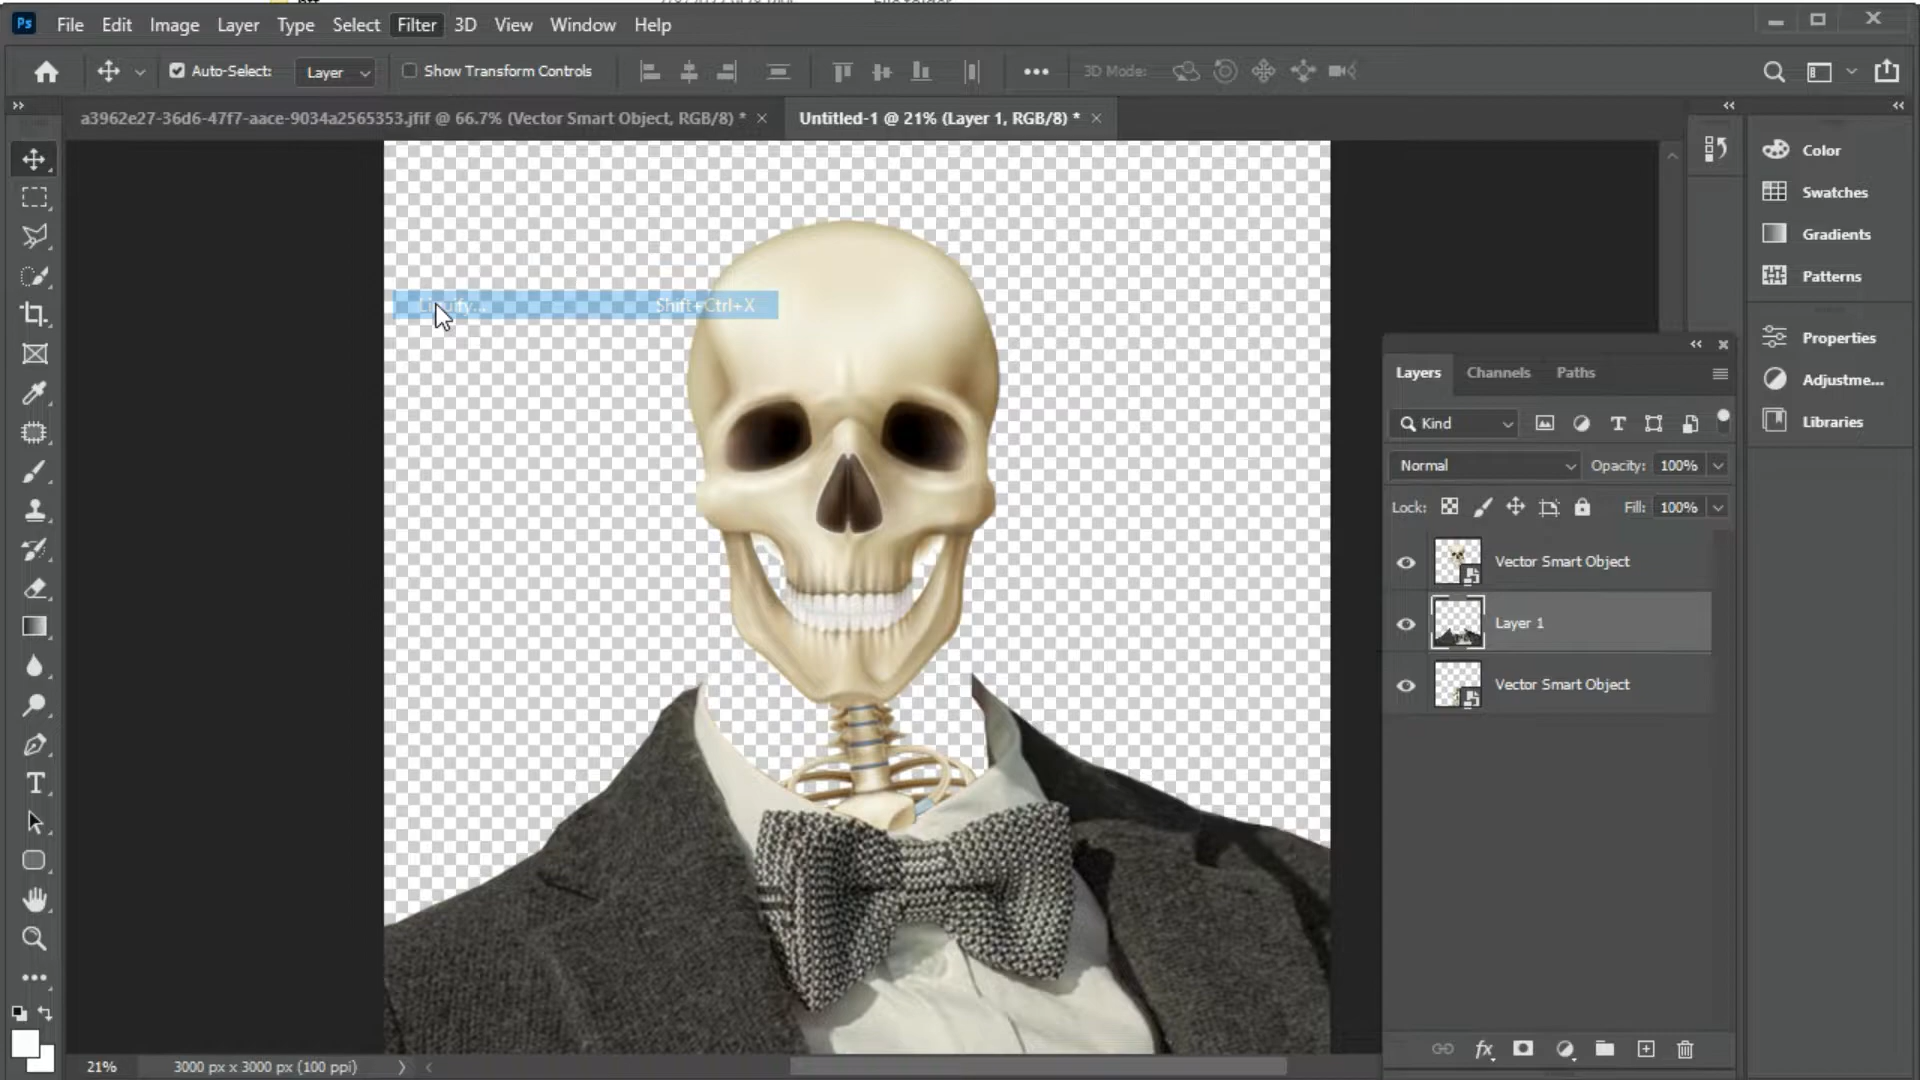 Ps File Edit Image Layer Type Select Filter 3D View Window Help
Auto-Select: Layer Show Transform Controls 3D Mode:
a3962e27-36d6-47f7-aace-9034a2565353.jfif @ 66.7% (Vector Smart Object, RGB/8) * Untitled-1 @ 21% (Layer 1, RGB/8) *
Color
Swatches
Gradients
Patterns
Properties
Adjustme...
Libraries
Liquify... Shift+Ctrl+X
Layers Channels Paths
Kind
Normal Opacity: 100%
Lock: Fill: 100%
Vector Smart Object
Layer 1
Vector Smart Object
fx
21% 3000 px x 3000 px (100 ppi)